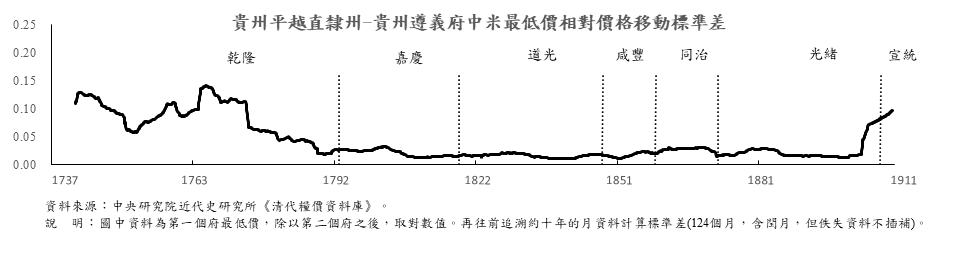 貴州平越直隸州-貴州遵義府中米最低價相對價格移動標準差
0.25
0.20
0.15
0.10
0.05
0.00
乾隆 嘉慶 道光 咸豐 同治 光緒 宣統
1737 1763 1792 1822 1851 1881 1911
資料來源：中央研究院近代史研究所《清代糧價資料庫》。
說　明：圖中資料為第一個府最低價，除以第二個府之後，取對數值。再往前追溯約十年的月資料計算標準差(124個月，含閏月，但佚失資料不插補)。